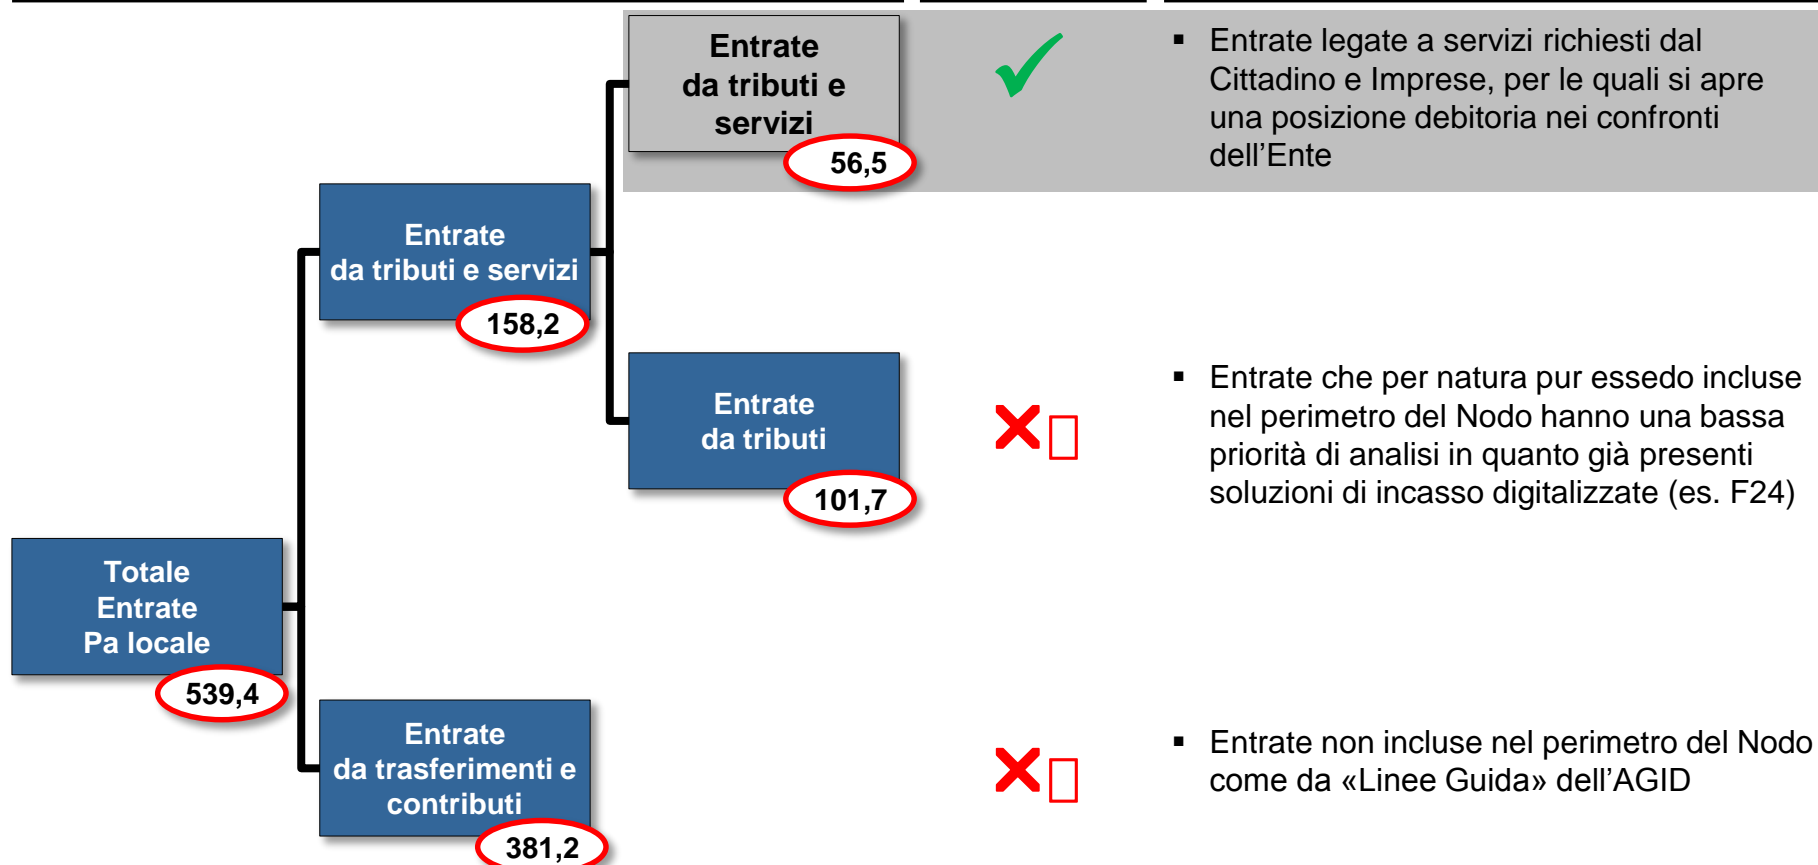 Entrate
da tributi e
servizi
56,5
▪ Entrate legate a servizi richiesti dal
Cittadino e Imprese, per le quali si apre
una posizione debitoria nei confronti
dell’Ente
Entrate
da tributi e servizi
158,2
Entrate
da tributi
101,7
▪ Entrate che per natura pur essedo incluse
nel perimetro del Nodo hanno una bassa
priorità di analisi in quanto già presenti
soluzioni di incasso digitalizzate (es. F24)
Totale
Entrate
Pa locale
539,4
Entrate
da trasferimenti e
contributi
381,2
▪ Entrate non incluse nel perimetro del Nodo
come da «Linee Guida» dell’AGID